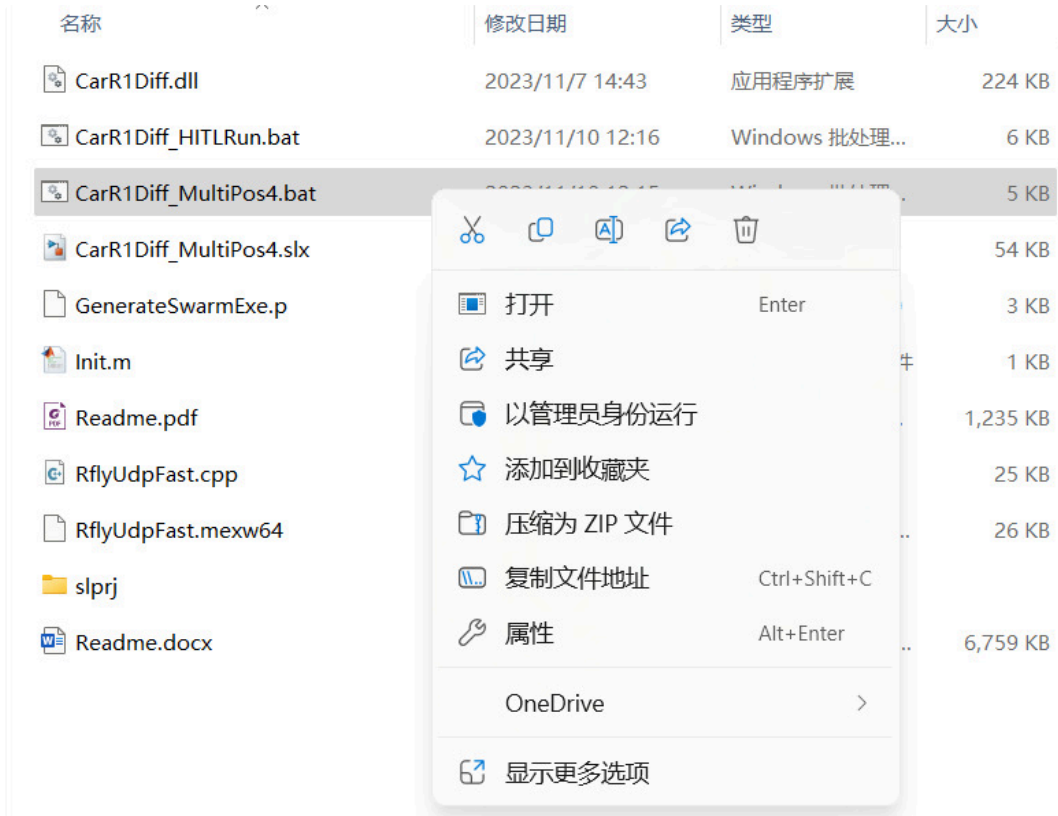 名称 修改日期 类型 大小
CarR1Diff.dll 2023/11/7 14:43 应用程序扩展 224 KB
CarR1Diff_HITLRun.bat 2023/11/10 12:16 Windows 批处理... 6 KB
CarR1Diff_MultiPos4.bat 5 KB
CarR1Diff_MultiPos4.slx 54 KB
GenerateSwarmExe.p 3 KB
Init.m 件 1 KB
Readme.pdf 1,235 KB
RflyUdpFast.cpp 25 KB
RflyUdpFast.mexw64 26 KB
slprj
Readme.docx 6,759 KB
打开 Enter
共享
以管理员身份运行
添加到收藏夹
压缩为 ZIP 文件
复制文件地址 Ctrl+Shift+C
属性 Alt+Enter
OneDrive
显示更多选项